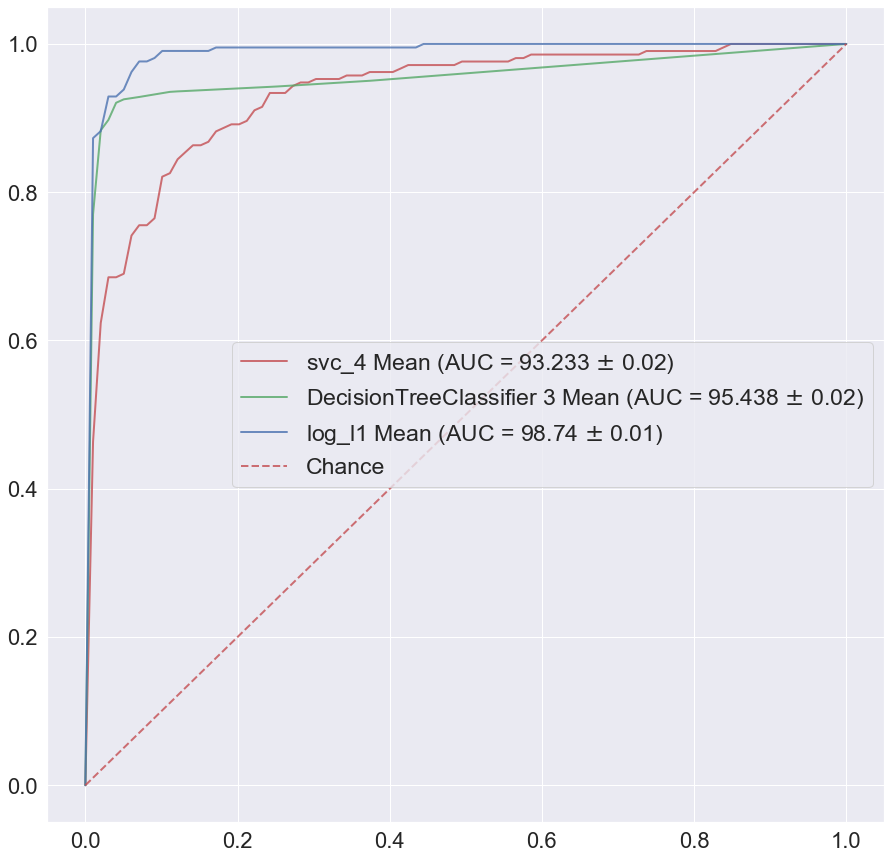 1.0
0.8
0.6
svc_4 Mean (AUC = 93.233 ± 0.02)
DecisionTreeClassifier 3 Mean (AUC = 95.438 ± 0.02)
log_l1 Mean (AUC = 98.74 ± 0.01)
Chance
0.4
0.2
0.0
0.0 0.2 0.4 0.6 0.8 1.0